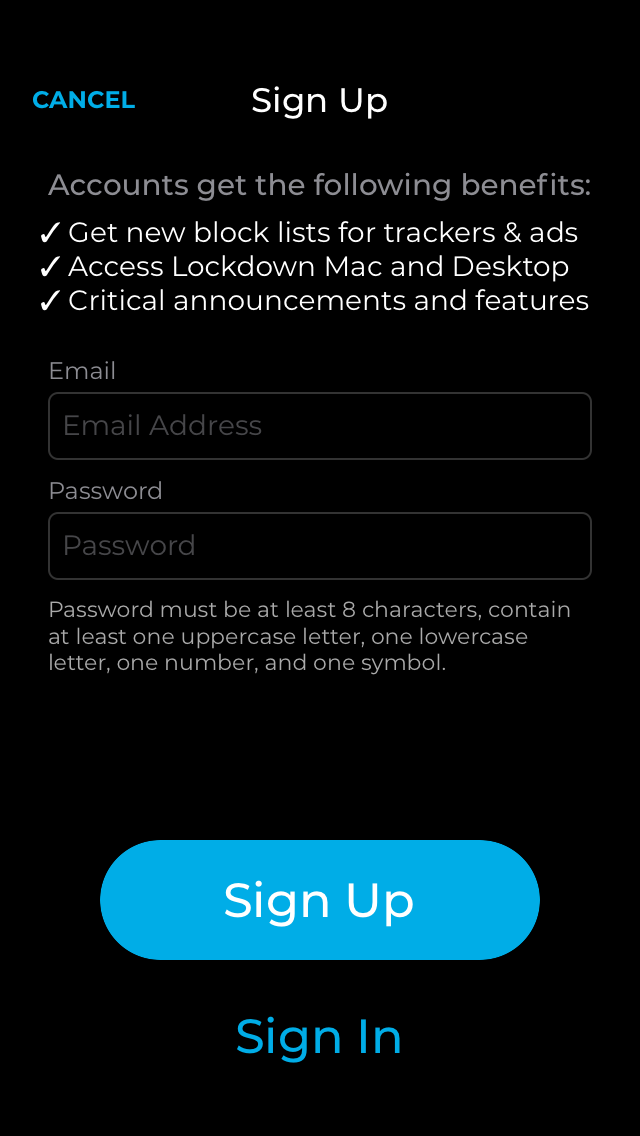 CANCEL
Sign Up
Accounts get the following benefits:
✓ Get new block lists for trackers & ads
✓ Access Lockdown Mac and Desktop
✓ Critical announcements and features
Email
Email Address
Password
Password
Password must be at least 8 characters, contain
at least one uppercase letter, one lowercase
letter, one number, and one symbol.
Sign Up
Sign In